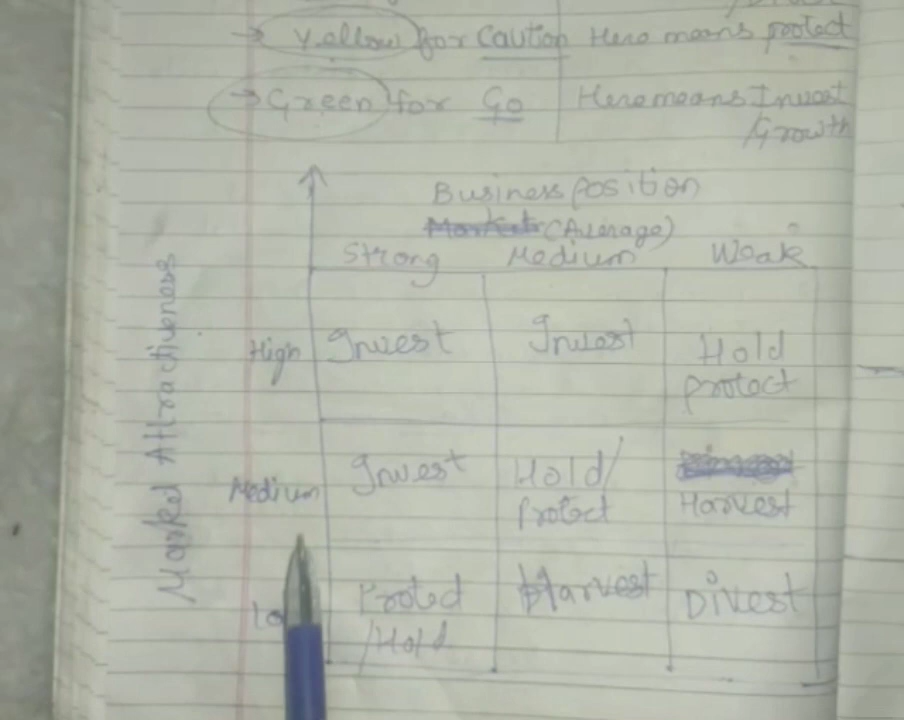 → Yellow for Caution Here means protect
→ Green for Go Here means Invest
/Growth
Business position
(Average)
Strong Medium Weak
Market Attractiveness
High Invest Invest Hold
protect
Medium Invest Hold/
Protect Harvest
Protect Harvest Divest
/Hold